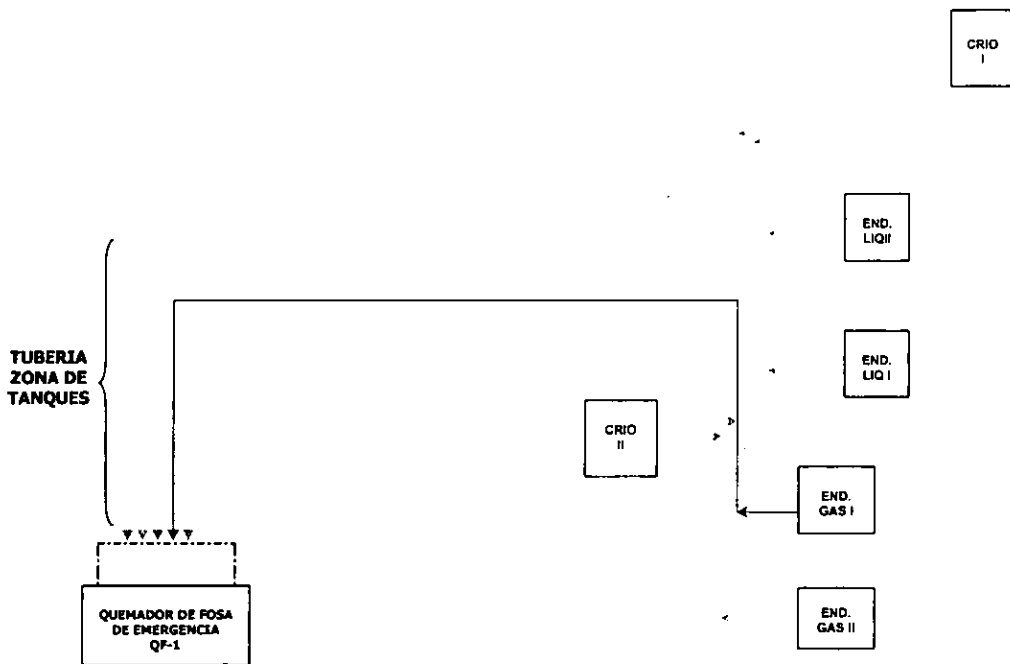 CRIO
I
END.
LIQII
TUBERIA
ZONA DE
TANQUES
END.
LIQ I
CRIO
II
END.
GAS I
QUEMADOR DE FOSA
DE EMERGENCIA
QF-1
END.
GAS II